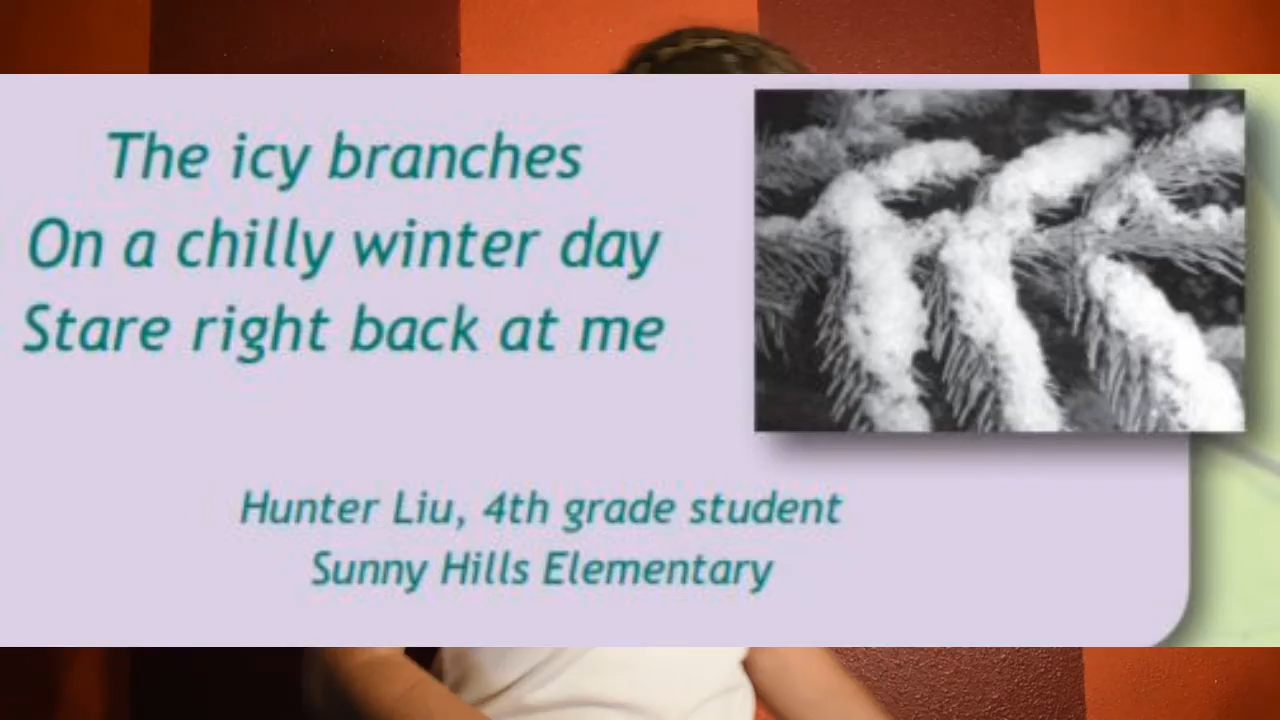 The icy branches
On a chilly winter day
Stare right back at me
Hunter Liu, 4th grade student
Sunny Hills Elementary